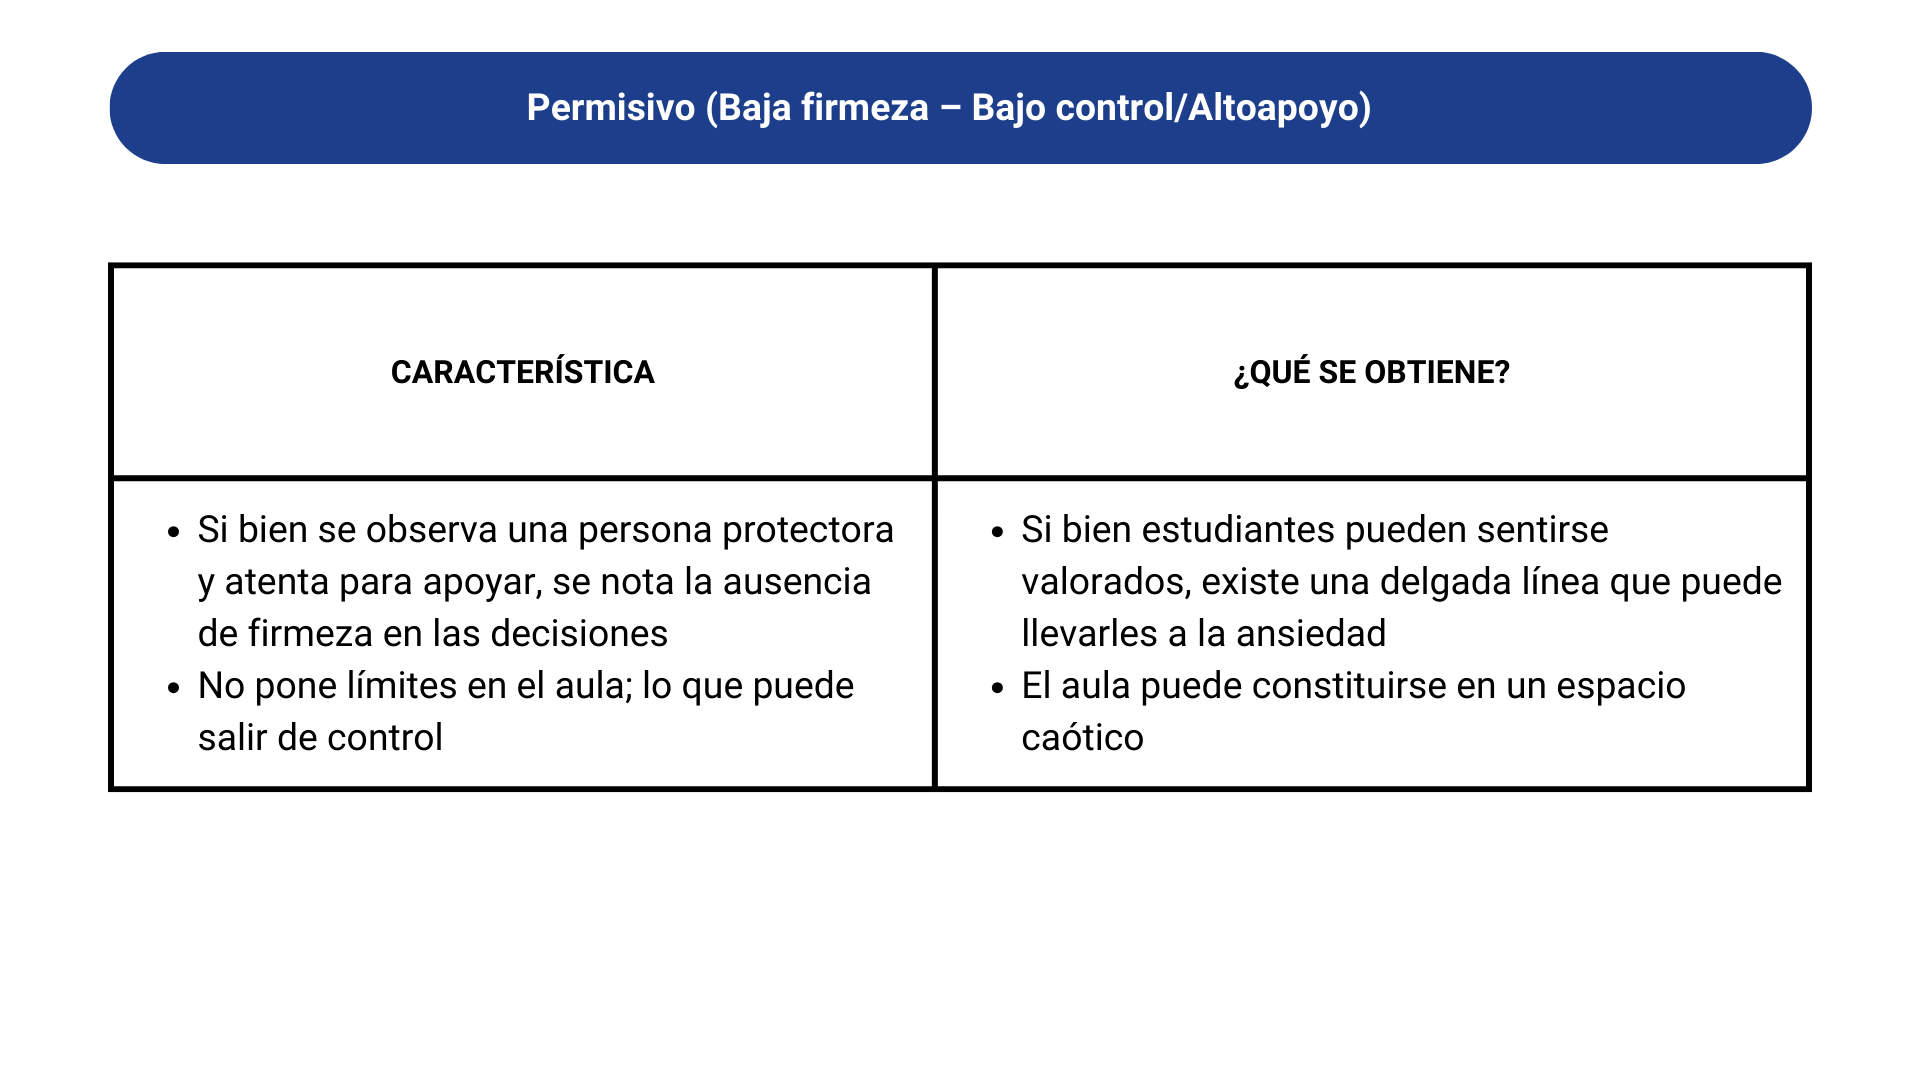 Permisivo (Baja firmeza – Bajo control/Altoapoyo)
CARACTERÍSTICA
¿QUÉ SE OBTIENE?
• Si bien se observa una persona protectora
y atenta para apoyar, se nota la ausencia
de firmeza en las decisiones
• No pone límites en el aula; lo que puede
salir de control
• Si bien estudiantes pueden sentirse
valorados, existe una delgada línea que puede
llevarles a la ansiedad
• El aula puede constituirse en un espacio
caótico